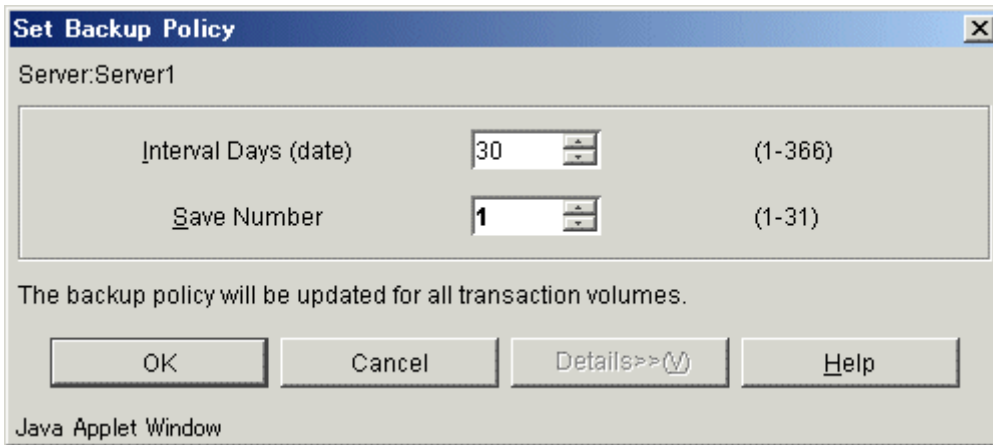 Set Backup Policy
Server:Server1
Interval Days (date) 30 (1-366)
Save Number 1 (1-31)
The backup policy will be updated for all transaction volumes.
OK Cancel Details>>(V) Help
Java Applet Window